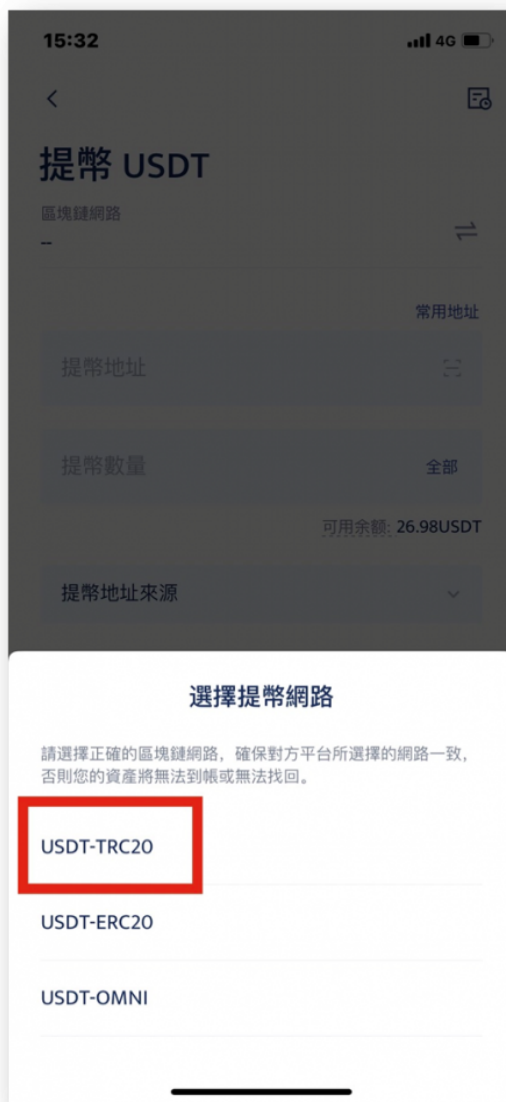 15:32
4G
提幣 USDT
區塊鏈網路
--
常用地址
提幣地址
提幣數量
全部
可用余額: 26.98USDT
提幣地址來源
選擇提幣網路
請選擇正確的區塊鏈網路，確保對方平台所選擇的網路一致，
否則您的資產將無法到帳或無法找回。
USDT-TRC20
USDT-ERC20
USDT-OMNI